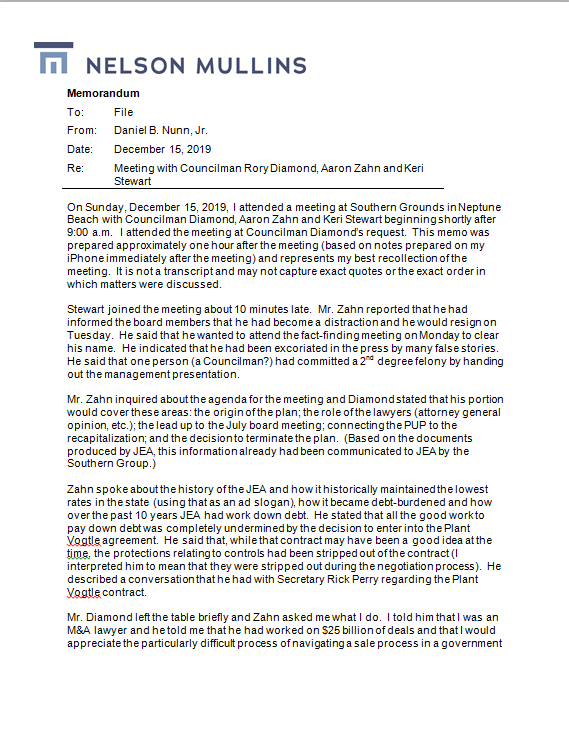 NELSON MULLINS
Memorandum
To: File
From: Daniel B. Nunn, Jr.
Date: December 15, 2019
Re: Meeting with Councilman Rory Diamond, Aaron Zahn and Keri
Stewart
On Sunday, December 15, 2019, I attended a meeting at Southern Grounds in Neptune
Beach with Councilman Diamond, Aaron Zahn and Keri Stewart beginning shortly after
9:00 a.m. I attended the meeting at Councilman Diamond's request. This memo was
prepared approximately one hour after the meeting (based on notes prepared on my
iPhone immediately after the meeting) and represents my best recollection of the
meeting. It is not a transcript and may not capture exact quotes or the exact order in
which matters were discussed.
Stewart joined the meeting about 10 minutes late. Mr. Zahn reported that he had
informed the board members that he had become a distraction and he would resign on
Tuesday. He said that he wanted to attend the fact-finding meeting on Monday to clear
his name. He indicated that he had been excoriated in the press by many false stories.
He said that one person (a Councilman?) had committed a 2nd degree felony by handing
out the management presentation.
Mr. Zahn inquired about the agenda for the meeting and Diamond stated that his portion
would cover these areas: the origin of the plan; the role of the lawyers (attorney general
opinion, etc.); the lead up to the July board meeting; connecting the PUP to the
recapitalization; and the decision to terminate the plan. (Based on the documents
produced by JEA, this information already had been communicated to JEA by the
Southern Group.)
Zahn spoke about the history of the JEA and how it historically maintained the lowest
rates in the state (using that as an ad slogan), how it became debt-burdened and how
over the past 10 years JEA had work down debt. He stated that all the good work to
pay down debt was completely undermined by the decision to enter into the Plant
Vogtle agreement. He said that, while that contract may have been a good idea at the
time, the protections relating to controls had been stripped out of the contract (I
interpreted him to mean that they were stripped out during the negotiation process). He
described a conversation that he had with Secretary Rick Perry regarding the Plant
Vogtle contract.
Mr. Diamond left the table briefly and Zahn asked me what I do. I told him that I was an
M&A lawyer and he told me that he had worked on $25 billion of deals and that I would
appreciate the particularly difficult process of navigating a sale process in a government